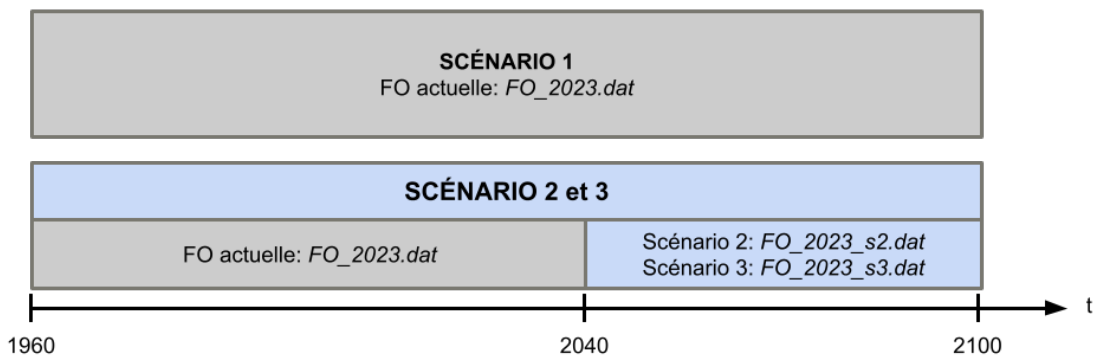 SCÉNARIO 1
FO actuelle: FO_2023.dat
SCÉNARIO 2 et 3
FO actuelle: FO_2023.dat
Scénario 2: FO_2023_s2.dat
Scénario 3: FO_2023_s3.dat
t
1960
2040
2100